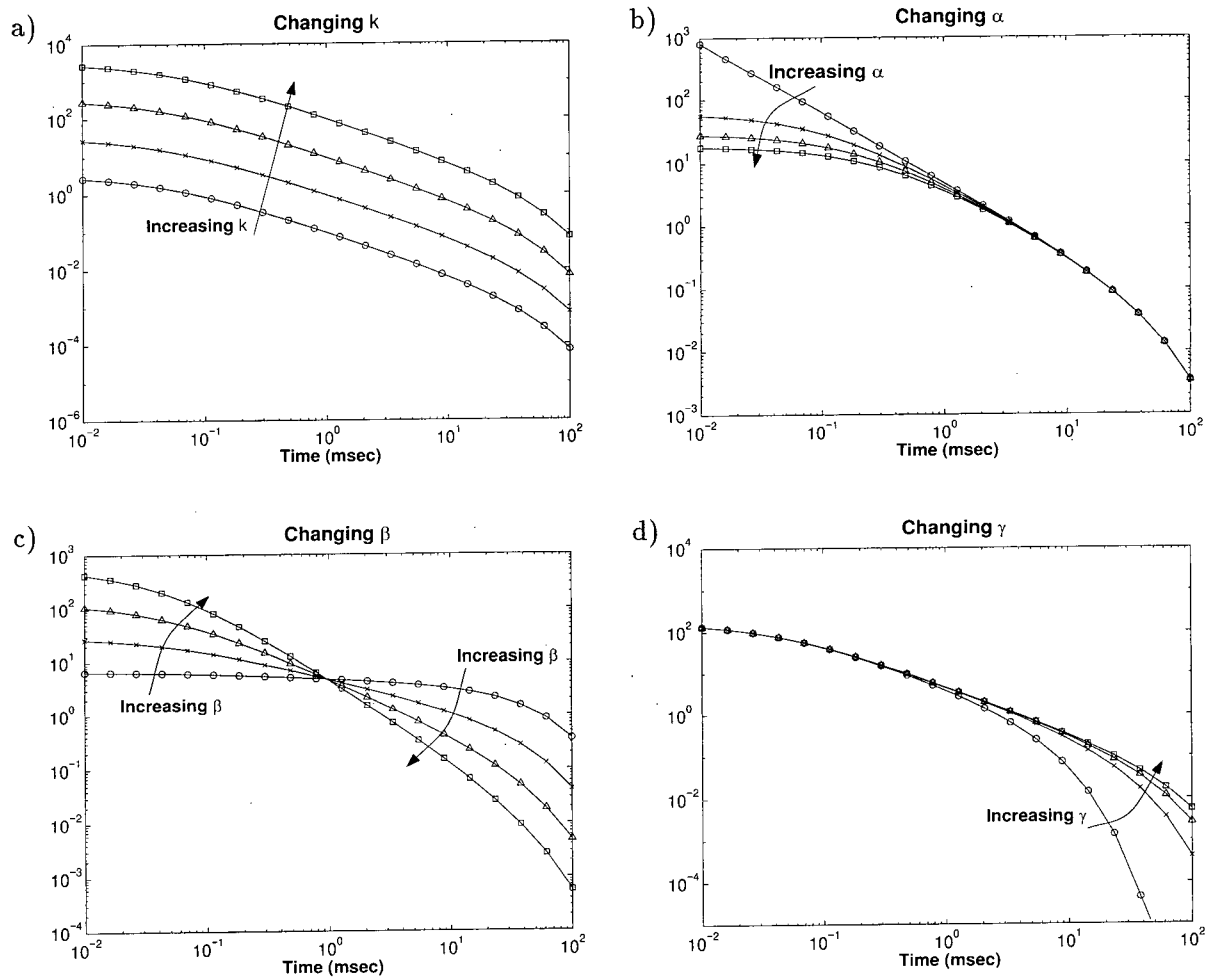 a)
Changing k
10^4
10^2
10^0
10^-2
10^-4
10^-6
Increasing k
10^-2
10^-1
10^0
10^1
10^2
Time (msec)
b)
Changing α
10^3
10^2
10^1
10^0
10^-1
10^-2
10^-3
Increasing α
10^-2
10^-1
10^0
10^1
10^2
Time (msec)
c)
Changing β
10^3
10^2
10^1
10^0
10^-1
10^-2
10^-3
10^-4
Increasing β
Increasing β
10^-2
10^-1
10^0
10^1
10^2
Time (msec)
d)
Changing γ
10^4
10^2
10^0
10^-2
10^-4
Increasing γ
10^-2
10^-1
10^0
10^1
10^2
Time (msec)